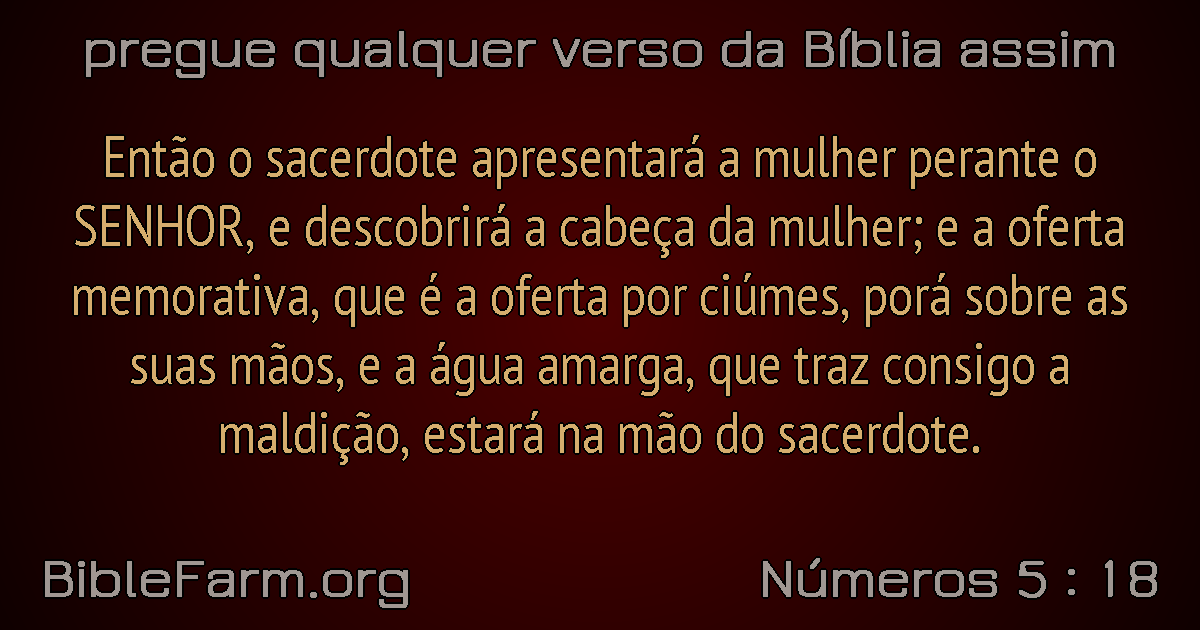 pregue qualquer verso da Bíblia assim
Então o sacerdote apresentará a mulher perante o
SENHOR, e descobrirá a cabeça da mulher; e a oferta
memorativa, que é a oferta por ciúmes, porá sobre as
suas mãos, e a água amarga, que traz consigo a
maldição, estará na mão do sacerdote.
BibleFarm.org
Números 5 : 18